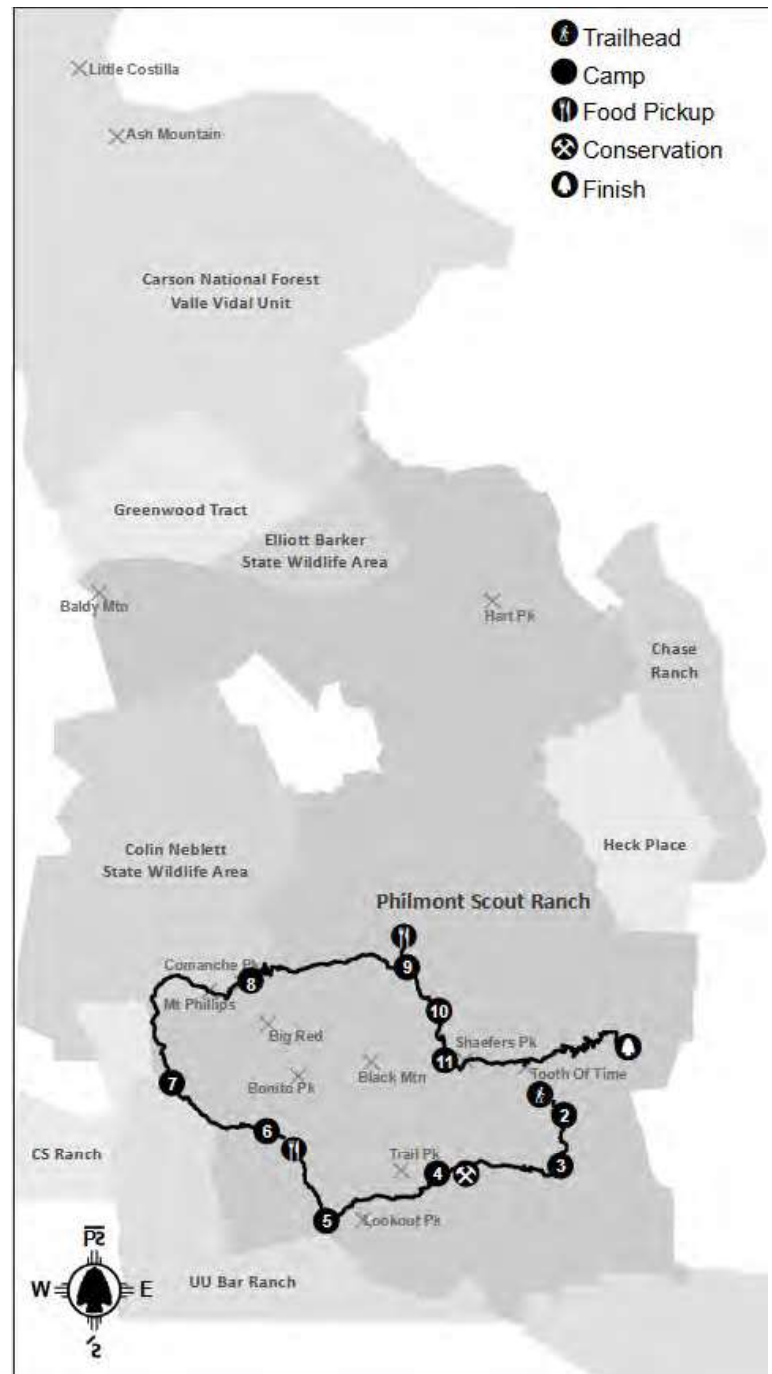 Trailhead
Camp
Food Pickup
Conservation
Finish
Little Costilla
Ash Mountain
Carson National Forest
Valle Vidal Unit
Greenwood Tract
Elliott Barker
State Wildlife Area
Baldy Mtn
Hart Pk
Chase
Ranch
Colin Neblett
State Wildlife Area
Heck Place
Philmont Scout Ranch
9
Comanche Pk
8
Mt Phillips
10
Big Red
Shaefers Pk
11
Black Mtn
Tooth Of Time
Bonito Pk
7
2
6
CS Ranch
Trail Pk
4
3
5
Lookout Pk
UU Bar Ranch
W
E